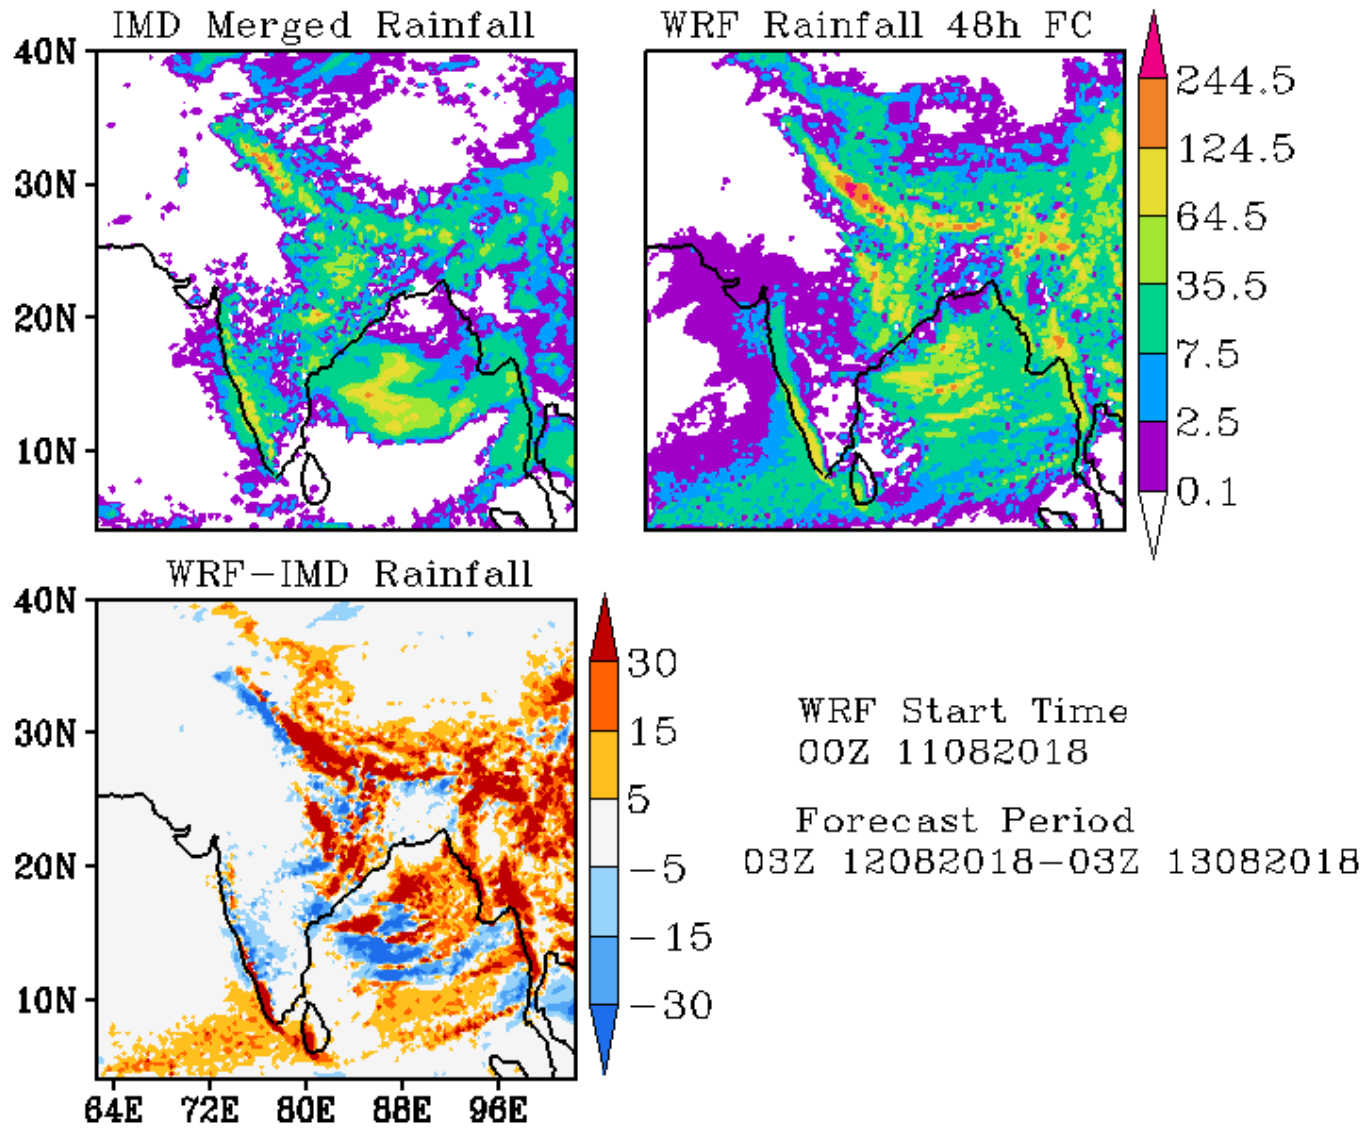 IMD Merged Rainfall
WRF Rainfall 48h FC
40N
30N
20N
10N
244.5
124.5
64.5
35.5
7.5
2.5
0.1
WRF-IMD Rainfall
40N
30N
20N
10N
64E 72E 80E 88E 96E
30
15
5
-5
-15
-30
WRF Start Time
00Z 11082018
Forecast Period
03Z 12082018-03Z 13082018